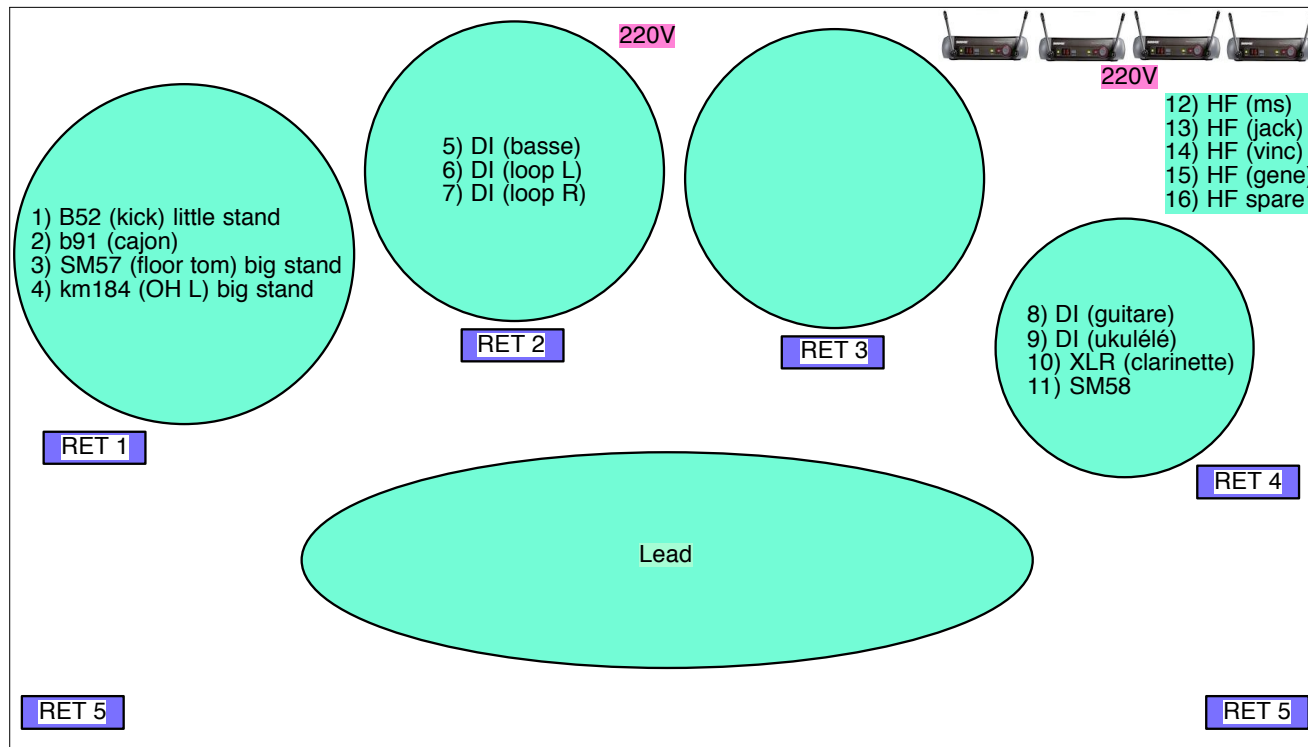 220V
220V
12) HF (ms)
13) HF (jack)
14) HF (vinc)
15) HF (gene)
16) HF spare
5) DI (basse)
6) DI (loop L)
7) DI (loop R)
1) B52 (kick) little stand
2) b91 (cajon)
3) SM57 (floor tom) big stand
4) km184 (OH L) big stand
8) DI (guitare)
9) DI (ukulélé)
10) XLR (clarinette)
11) SM58
RET 2
RET 3
RET 1
RET 4
Lead
RET 5
RET 5